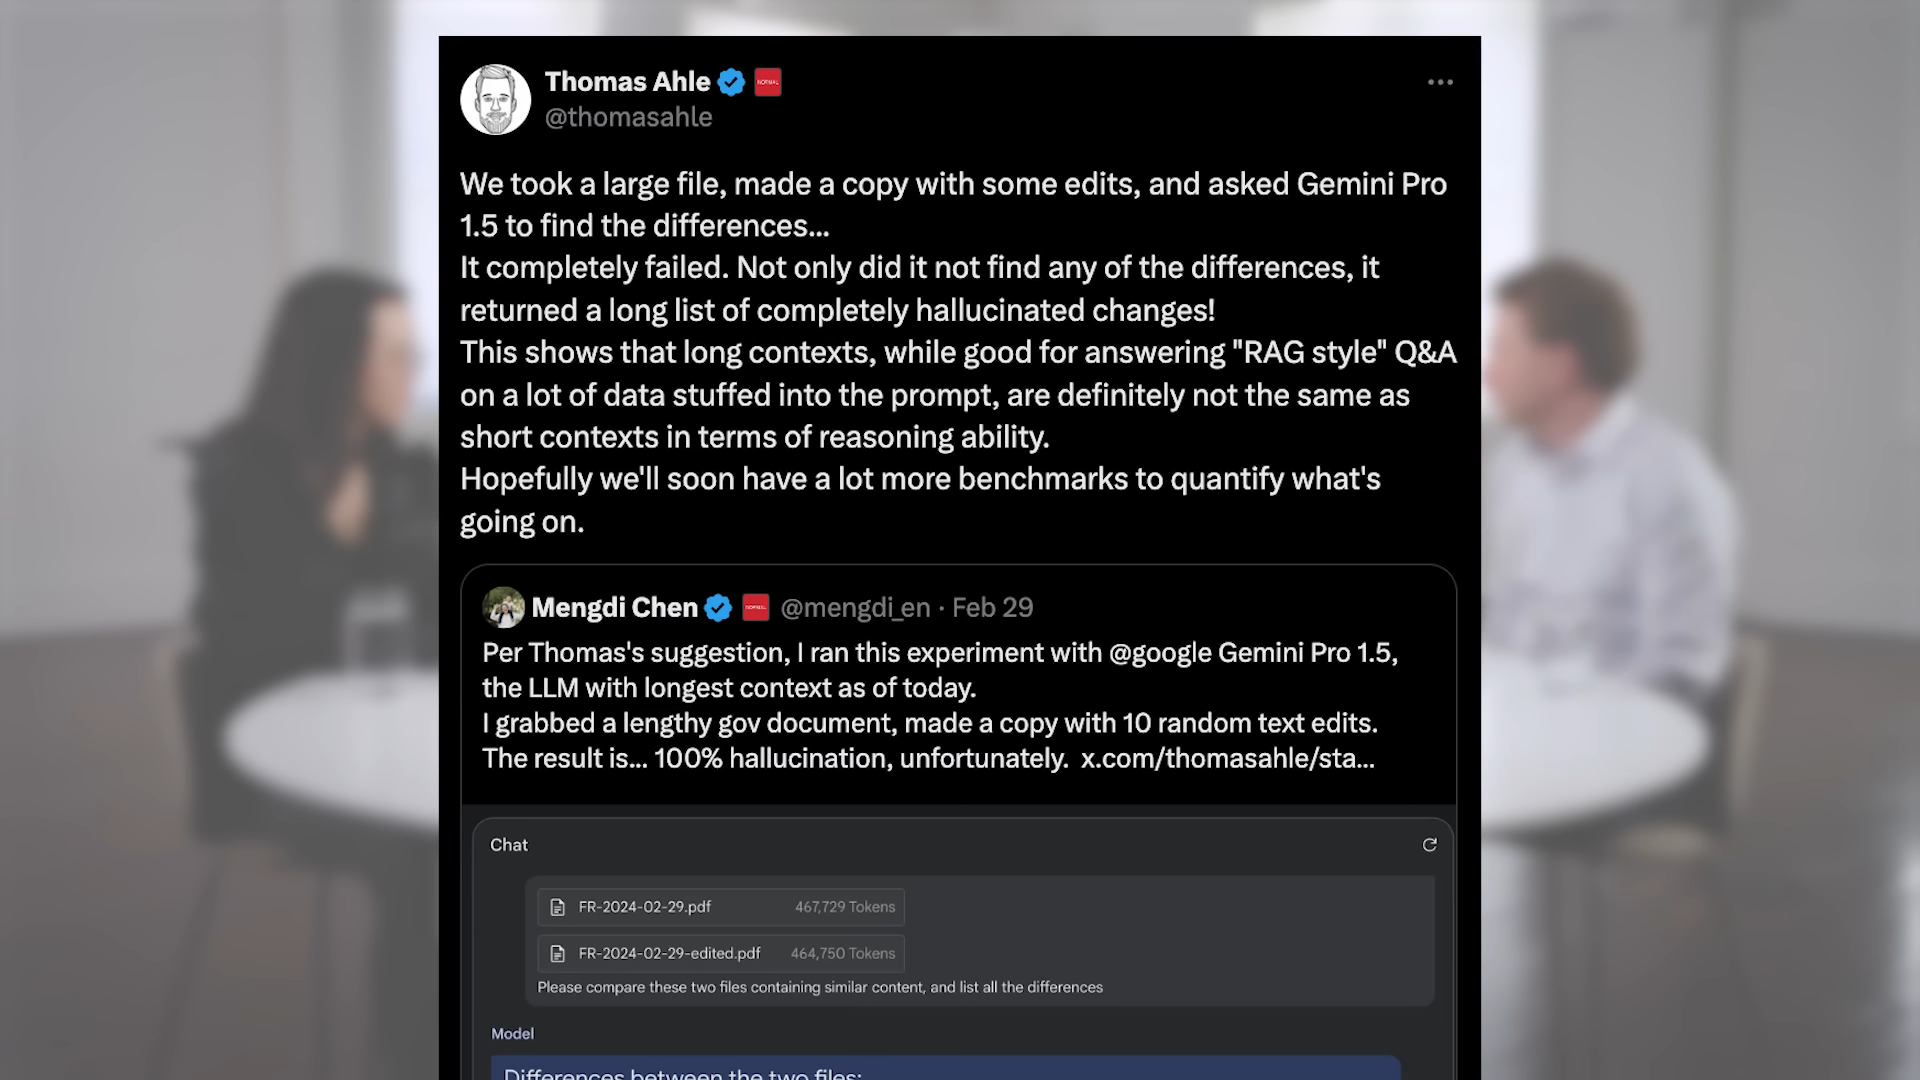 Thomas Ahle
NORMAL
@thomasahle
We took a large file, made a copy with some edits, and asked Gemini Pro
1.5 to find the differences...
It completely failed. Not only did it not find any of the differences, it
returned a long list of completely hallucinated changes!
This shows that long contexts, while good for answering "RAG style" Q&A
on a lot of data stuffed into the prompt, are definitely not the same as
short contexts in terms of reasoning ability.
Hopefully we'll soon have a lot more benchmarks to quantify what's
going on.
Mengdi Chen NORMAL @mengdi_en · Feb 29
Per Thomas's suggestion, I ran this experiment with @google Gemini Pro 1.5,
the LLM with longest context as of today.
I grabbed a lengthy gov document, made a copy with 10 random text edits.
The result is... 100% hallucination, unfortunately. x.com/thomasahle/sta...
Chat
FR-2024-02-29.pdf 467,729 Tokens
FR-2024-02-29-edited.pdf 464,750 Tokens
Please compare these two files containing similar content, and list all the differences
Model
Differences between the two files: